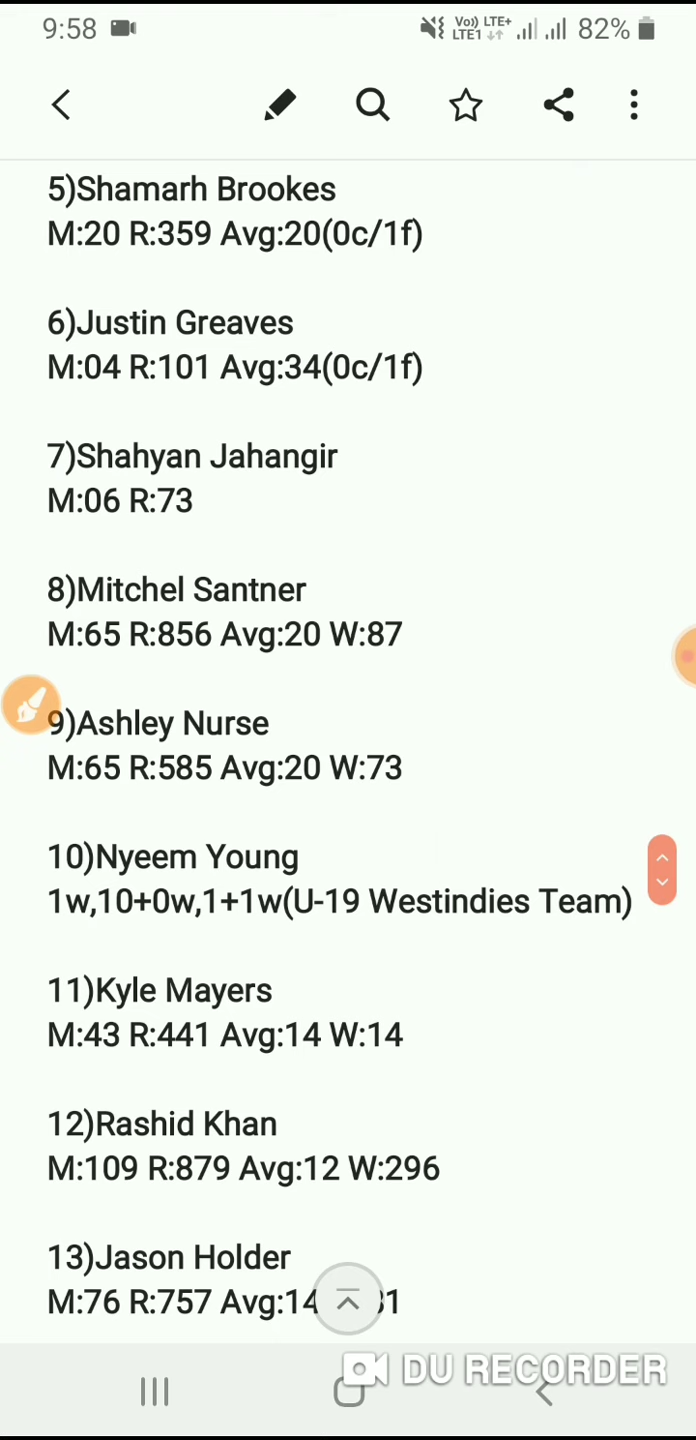 9:58 Vo)) LTE+ LTE1 82%
5)Shamarh Brookes
M:20 R:359 Avg:20(0c/1f)
6)Justin Greaves
M:04 R:101 Avg:34(0c/1f)
7)Shahyan Jahangir
M:06 R:73
8)Mitchel Santner
M:65 R:856 Avg:20 W:87
9)Ashley Nurse
M:65 R:585 Avg:20 W:73
10)Nyeem Young
1w,10+0w,1+1w(U-19 Westindies Team)
11)Kyle Mayers
M:43 R:441 Avg:14 W:14
12)Rashid Khan
M:109 R:879 Avg:12 W:296
13)Jason Holder
M:76 R:757 Avg:14
DU RECORDER